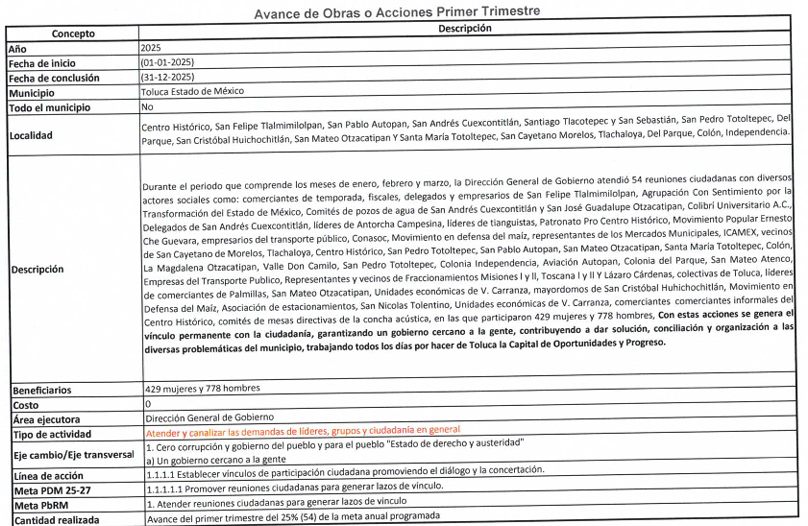 Avance de Obras o Acciones Primer Trimestre
Concepto Descripción
Año 2025
Fecha de inicio (01-01-2025)
Fecha de conclusión (31-12-2025)
Municipio Toluca Estado de México
Todo el municipio No
Localidad
Centro Histórico, San Felipe Tlalmimilolpan, San Pablo Autopan, San Andrés Cuexcontitlán, Santiago Tlacotepec y San Sebastián, San Pedro Totoltepec, Del
Parque, San Cristóbal Huichochitlán, San Mateo Otzacatipan Y Santa María Totoltepec, San Cayetano Morelos, Tlachaloya, Del Parque, Colón, Independencia.
Descripción
Durante el periodo que comprende los meses de enero, febrero y marzo, la Dirección General de Gobierno atendió 54 reuniones ciudadanas con diversos
actores sociales como: comerciantes de temporada, fiscales, delegados y empresarios de San Felipe Tlalmimilolpan, Agrupación Con Sentimiento por la
Transformación del Estado de México, Comités de pozos de agua de San Andrés Cuexcontitlán y San José Guadalupe Otzacatipan, Colibrí Universitario A.C.,
Delegados de San Andrés Cuexcontitlán, líderes de Antorcha Campesina, líderes de tianguistas, Patronato Pro Centro Histórico, Movimiento Popular Ernesto
Che Guevara, empresarios del transporte público, Conasoc, Movimiento en defensa del maíz, representantes de los Mercados Municipales, ICAMEX, vecinos
de San Cayetano de Morelos, Tlachaloya, Centro Histórico, San Pedro Totoltepec, San Pablo Autopan, San Mateo Otzacatipan, Santa María Totoltepec, Colón,
La Magdalena Otzacatipan, Valle Don Camilo, San Pedro Totoltepec, Colonia Independencia, Aviación Autopan, Colonia del Parque, San Mateo Atenco,
Empresas del Transporte Publico, Representantes y vecinos de Fraccionamientos Misiones I y II, Toscana I y II Y Lázaro Cárdenas, colectivas de Toluca, líderes
de comerciantes de Palmillas, San Mateo Otzacatipan, Unidades económicas de V. Carranza, mayordomos de San Cristóbal Huhichochitlán, Movimiento en
Defensa del Maíz, Asociación de estacionamientos, San Nicolas Tolentino, Unidades económicas de V. Carranza, comerciantes comerciantes informales del
Centro Histórico, comités de mesas directivas de la concha acústica, en las que participaron 429 mujeres y 778 hombres, Con estas acciones se genera el
vínculo permanente con la ciudadanía, garantizando un gobierno cercano a la gente, contribuyendo a dar solución, conciliación y organización a las
diversas problemáticas del municipio, trabajando todos los días por hacer de Toluca la Capital de Oportunidades y Progreso.
Beneficiarios 429 mujeres y 778 hombres
Costo 0
Área ejecutora Dirección General de Gobierno
Tipo de actividad Atender y canalizar las demandas de líderes, grupos y ciudadanía en general
Eje cambio/Eje transversal
1. Cero corrupción y gobierno del pueblo y para el pueblo "Estado de derecho y austeridad"
a) Un gobierno cercano a la gente
Línea de acción 1.1.1.1 Establecer vínculos de participación ciudadana promoviendo el diálogo y la concertación.
Meta PDM 25-27 1.1.1.1.1 Promover reuniones ciudadanas para generar lazos de vínculo.
Meta PbRM 1. Atender reuniones ciudadanas para generar lazos de vinculo
Cantidad realizada Avance del primer trimestre del 25% (54) de la meta anual programada